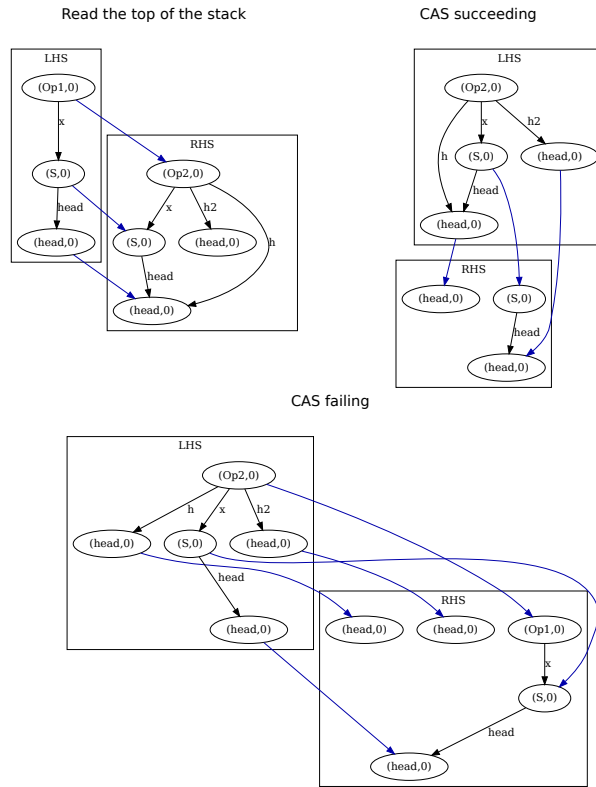 Read the top of the stack
LHS
(Op1,0)
x
(S,0)
head
(head,0)
RHS
(Op2,0)
x
h2
h
(S,0)
(head,0)
head
(head,0)
CAS succeeding
LHS
(Op2,0)
h
x
h2
(S,0)
(head,0)
head
(head,0)
RHS
(head,0)
(S,0)
head
(head,0)
CAS failing
LHS
(Op2,0)
h
x
h2
(head,0)
(S,0)
(head,0)
head
(head,0)
RHS
(head,0)
(head,0)
(Op1,0)
x
(S,0)
head
(head,0)